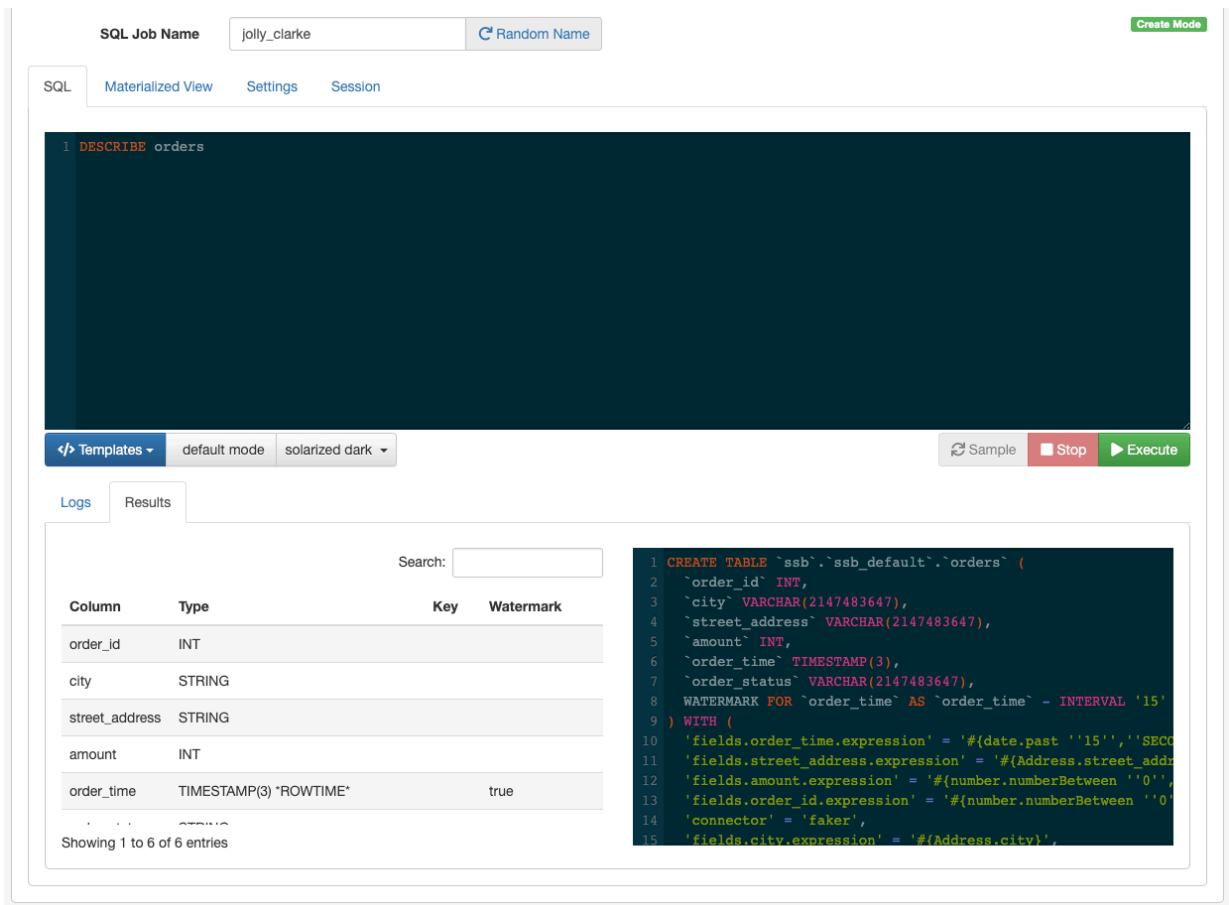 SQL Job Name jolly_clarke Random Name Create Mode
SQL Materialized View Settings Session
1 DESCRIBE orders
</> Templates default mode solarized dark Sample Stop Execute
Logs Results
Search:
Column Type Key Watermark
order_id INT
city STRING
street_address STRING
amount INT
order_time TIMESTAMP(3) *ROWTIME* true
Showing 1 to 6 of 6 entries
1 CREATE TABLE `ssb`.`ssb_default`.`orders` (
2 `order_id` INT,
3 `city` VARCHAR(2147483647),
4 `street_address` VARCHAR(2147483647),
5 `amount` INT,
6 `order_time` TIMESTAMP(3),
7 `order_status` VARCHAR(2147483647),
8 WATERMARK FOR `order_time` AS `order_time` - INTERVAL '15'
9 ) WITH (
10 'fields.order_time.expression' = '#{date.past ''15'',''SECO
11 'fields.street_address.expression' = '#{Address.street_addr
12 'fields.amount.expression' = '#{number.numberBetween ''0'',
13 'fields.order_id.expression' = '#{number.numberBetween ''0'
14 'connector' = 'faker',
15 'fields.city.expression' = '#{Address.city}',